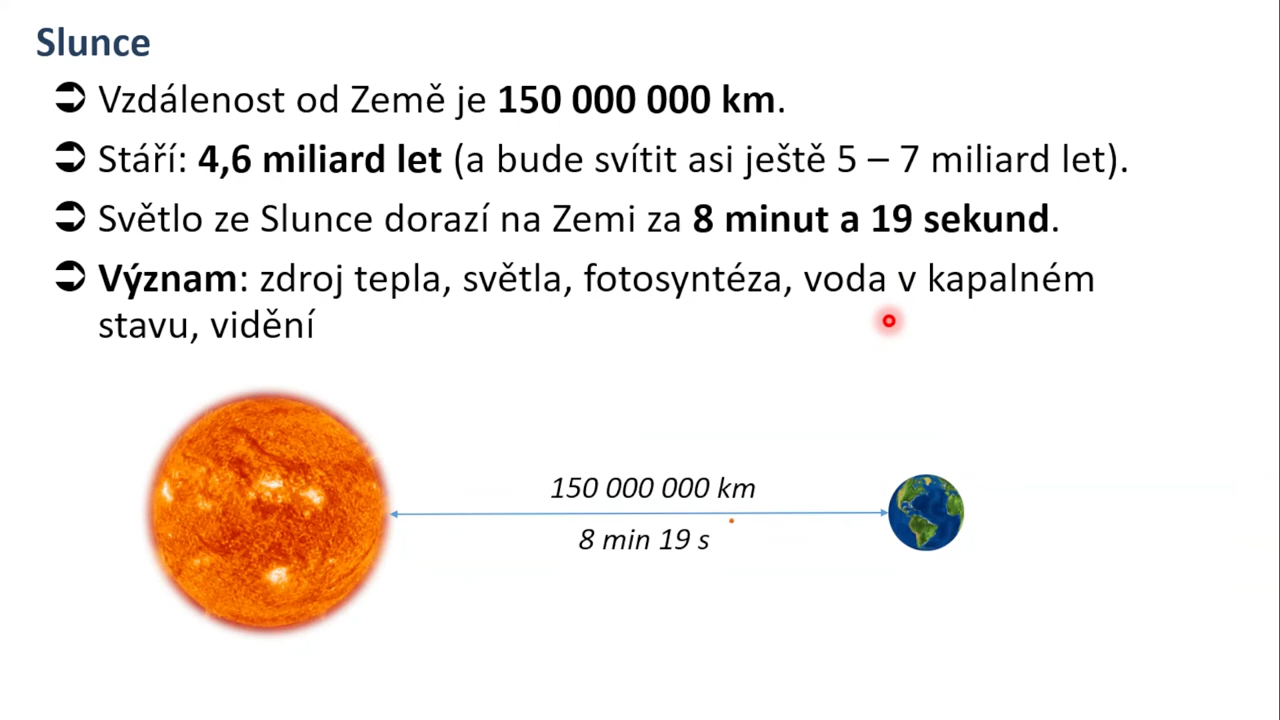 Slunce
Vzdálenost od Země je 150 000 000 km.
Stáří: 4,6 miliard let (a bude svítit asi ještě 5 – 7 miliard let).
Světlo ze Slunce dorazí na Zemi za 8 minut a 19 sekund.
Význam: zdroj tepla, světla, fotosyntéza, voda v kapalném
stavu, vidění
150 000 000 km
8 min 19 s